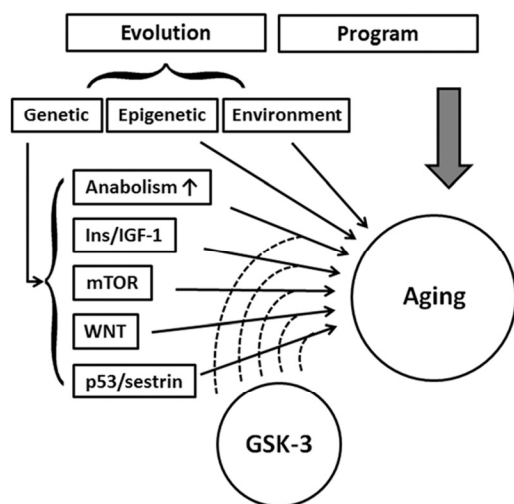 Evolution
Program
Genetic
Epigenetic
Environment
Anabolism ↑
Ins/IGF-1
mTOR
WNT
p53/sestrin
Aging
GSK-3